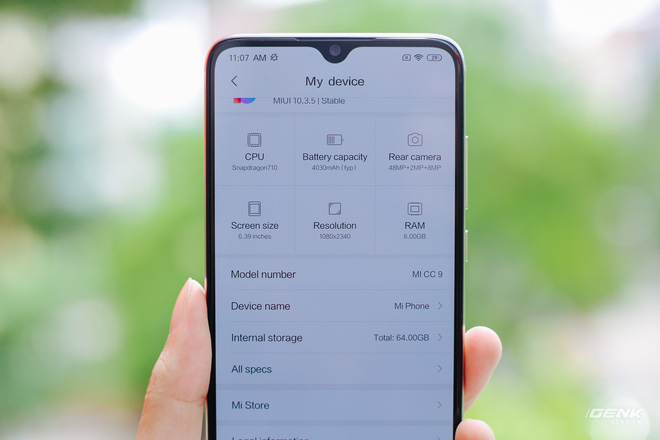 11:07 AM
My device
MIUI 10.3.5 | Stable
CPU
Snapdragon710
Battery capacity
4030mAh (typ)
Rear camera
48MP+2MP+8MP
Screen size
6.39 inches
Resolution
1080x2340
RAM
6.00GB
Model number MI CC 9
Device name Mi Phone
Internal storage Total: 64.00GB
All specs
Mi Store
Legal information
GENK